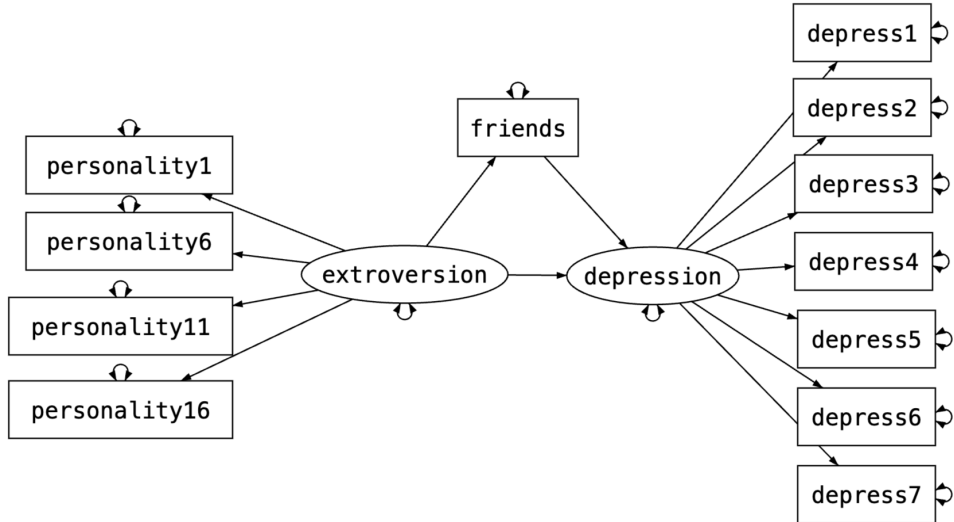 personality1
personality6
personality11
personality16
extroversion
friends
depression
depress1
depress2
depress3
depress4
depress5
depress6
depress7